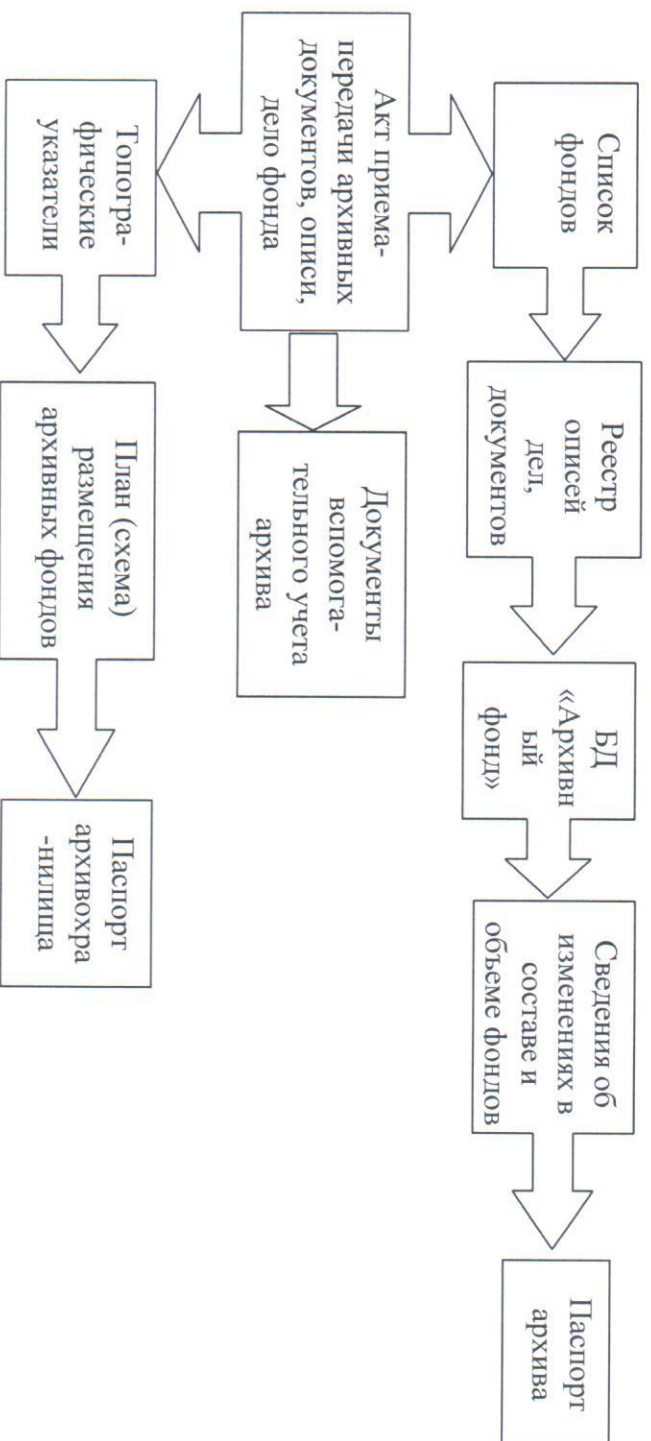 Список
фондов
Реестр
описей
дел,
документов
БД
«Архивн
ый
фонд»
Сведения об
изменениях в
составе и
объеме фондов
Паспорт
архива
Акт приема-
передачи архивных
документов, описи,
дело фонда
Документы
вспомога-
тельного учета
архива
Топогра-
фические
указатели
План (схема)
размещения
архивных фондов
Паспорт
архивохра
-нилища